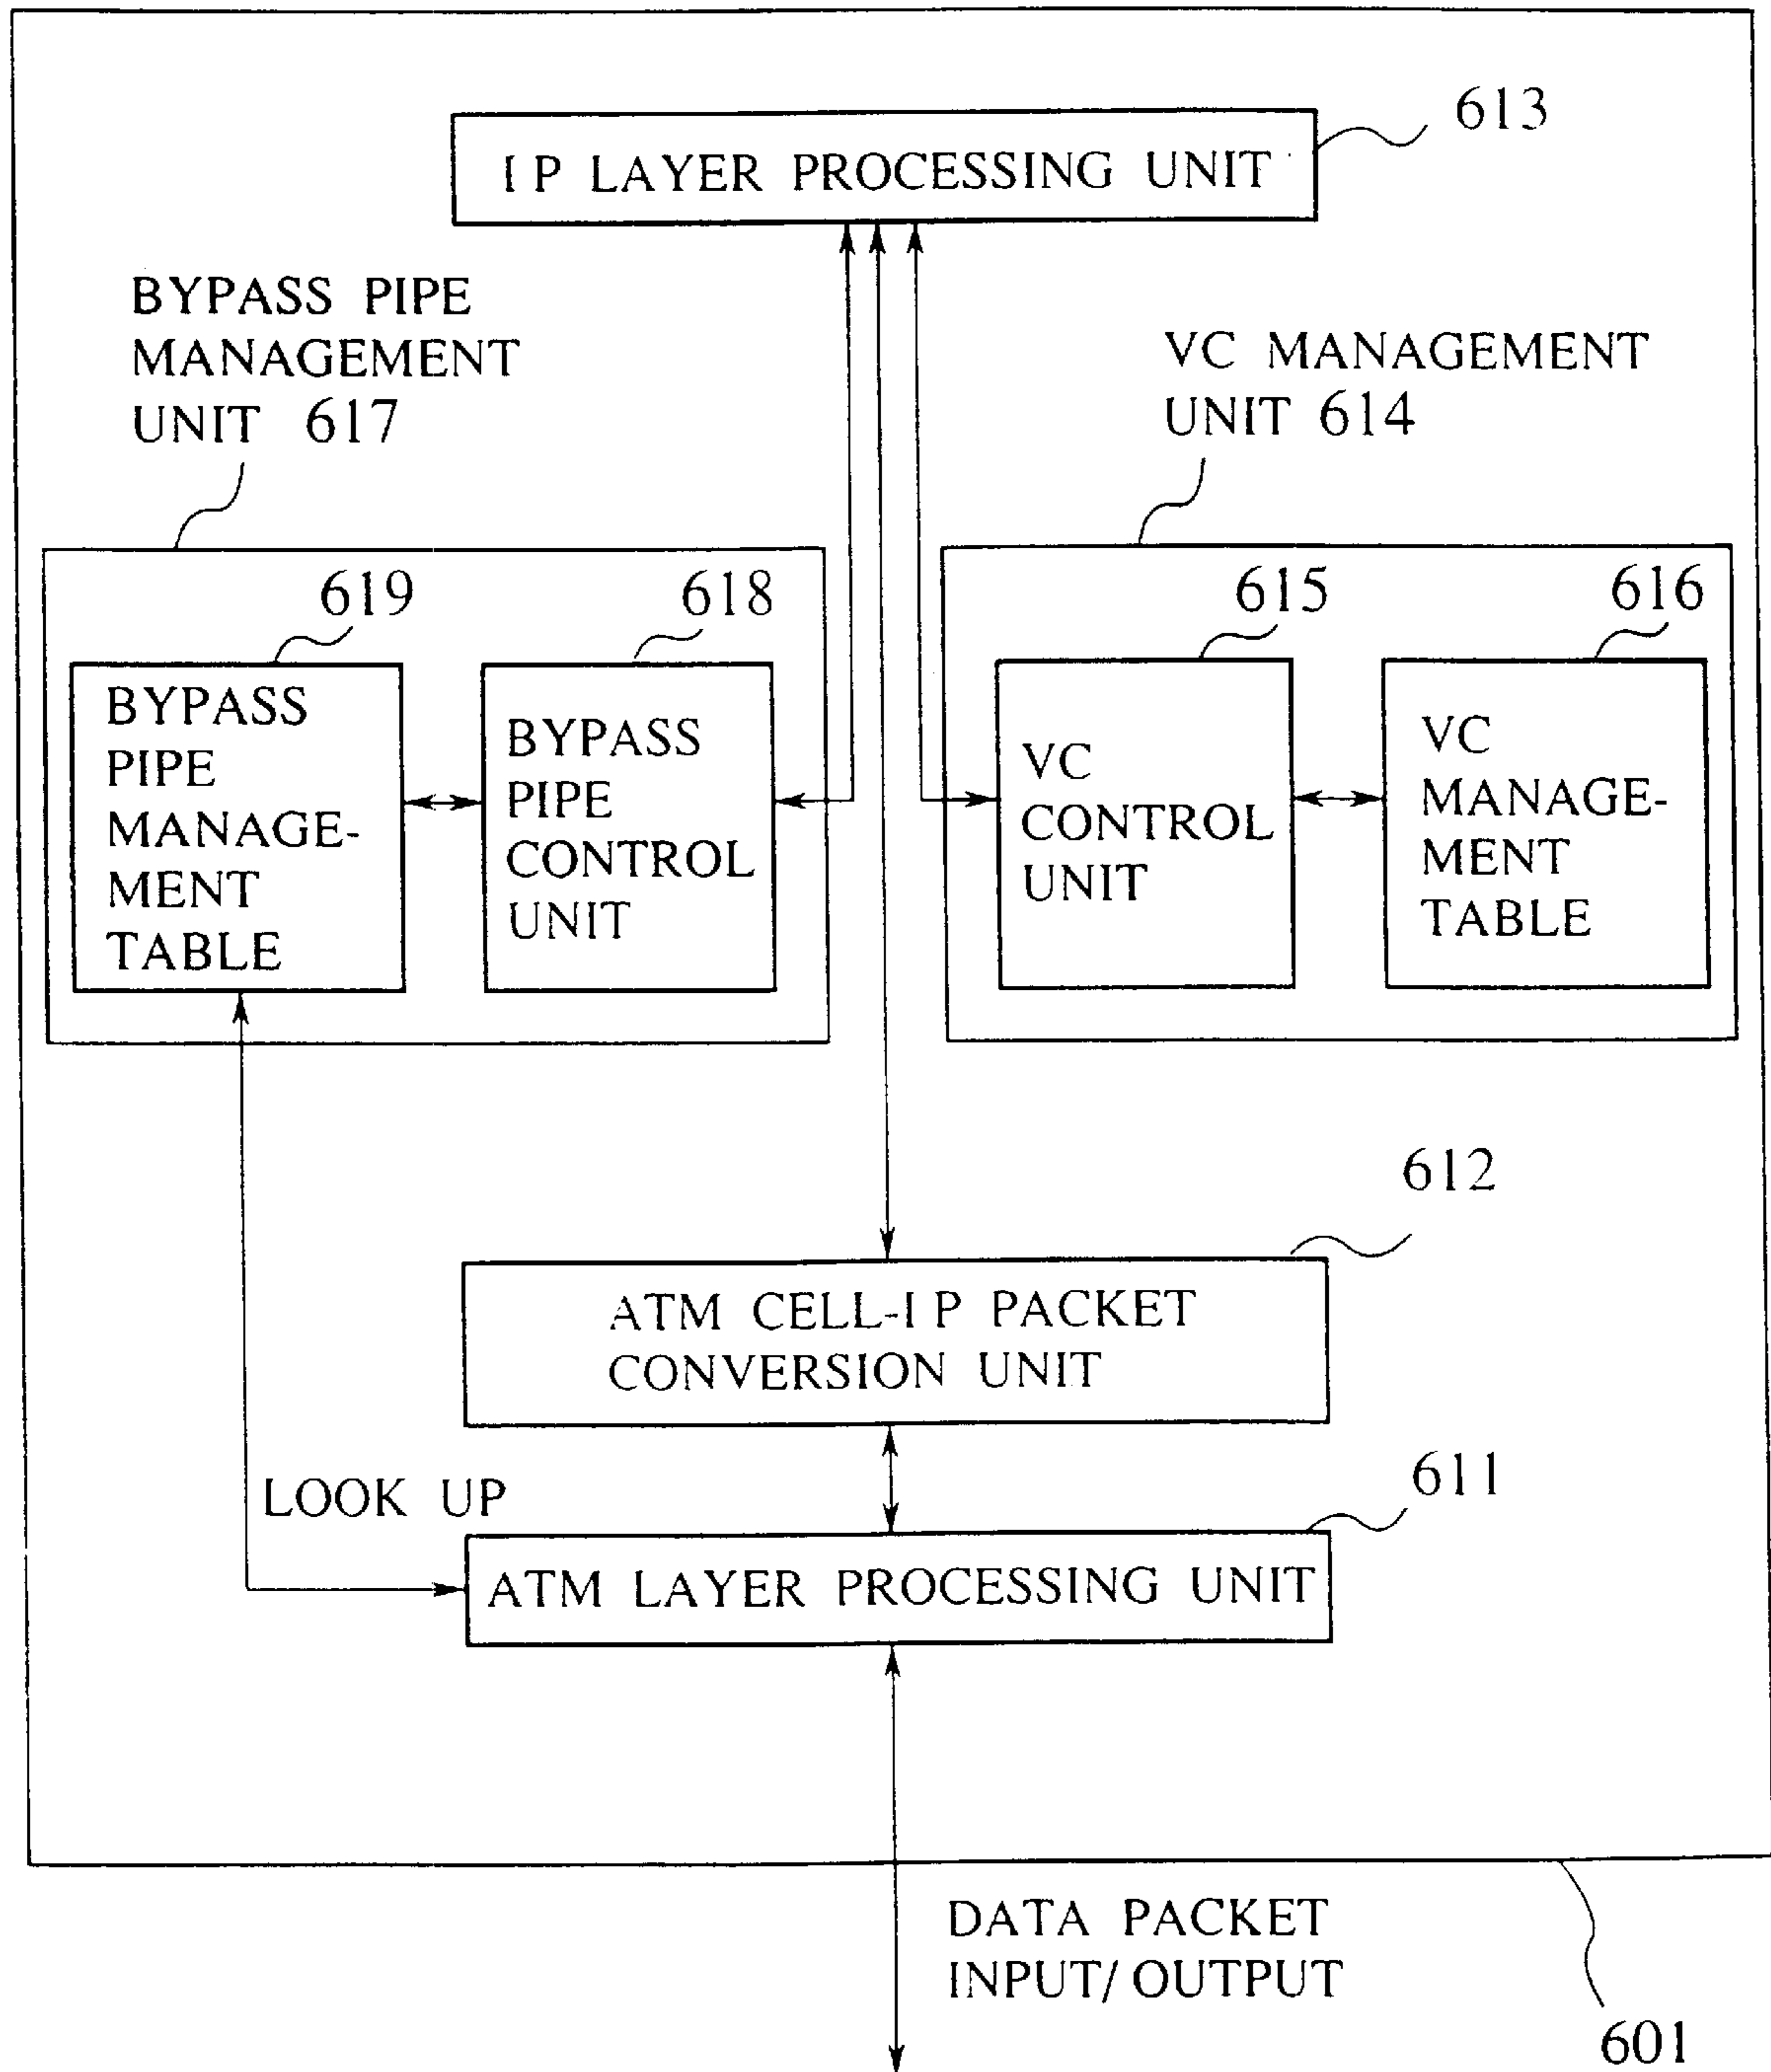 613
IP LAYER PROCESSING UNIT
BYPASS PIPE
MANAGEMENT
UNIT 617
VC MANAGEMENT
UNIT 614
619
618
615
616
BYPASS
PIPE
MANAGE-
MENT
TABLE
BYPASS
PIPE
CONTROL
UNIT
VC
CONTROL
UNIT
VC
MANAGE-
MENT
TABLE
612
ATM CELL-IP PACKET
CONVERSION UNIT
LOOK UP
611
ATM LAYER PROCESSING UNIT
DATA PACKET
INPUT/OUTPUT
601